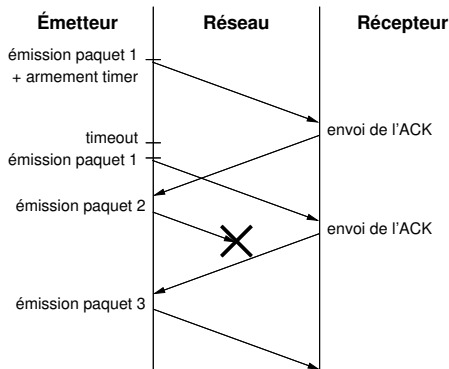 Émetteur Réseau Récepteur
émission paquet 1
+ armement timer
envoi de l'ACK
timeout
émission paquet 1
émission paquet 2
envoi de l'ACK
émission paquet 3